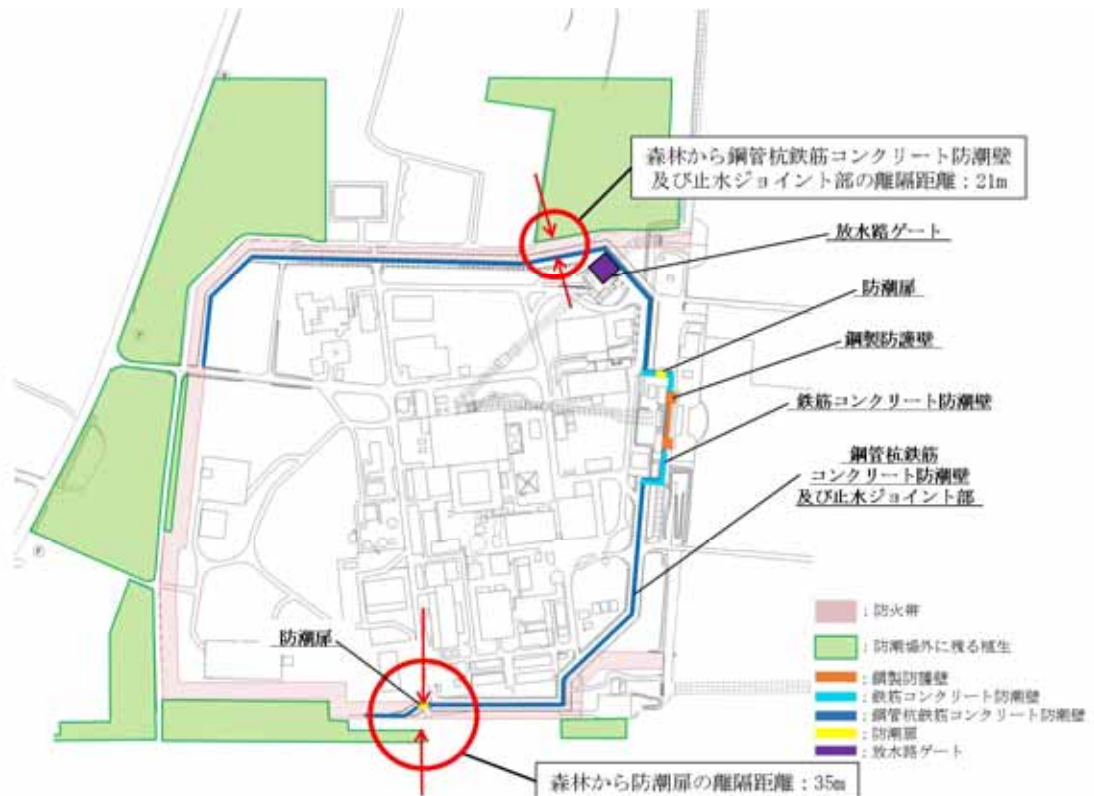 森林から鋼管杭鉄筋コンクリート防潮壁
及び止水ジョイント部の離隔距離:21m
放水路ゲート
防潮扉
鋼製防護壁
鉄筋コンクリート防潮壁
鋼管杭鉄筋
コンクリート防潮壁
及び止水ジョイント部
防潮扉
:防火帯
:防潮堤外に残る植生
:鋼製防護壁
:鉄筋コンクリート防潮壁
:鋼管杭鉄筋コンクリート防潮壁
:防潮扉
:放水路ゲート
森林から防潮扉の離隔距離:35m